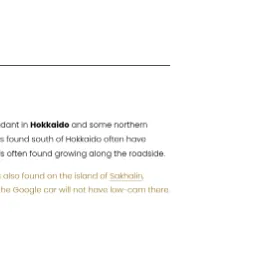 dant in Hokkaido and some northern
s found south of Hokkaido often have
s often found growing along the roadside.
also found on the island of Sakhalin,
he Google car will not have low-cam there.